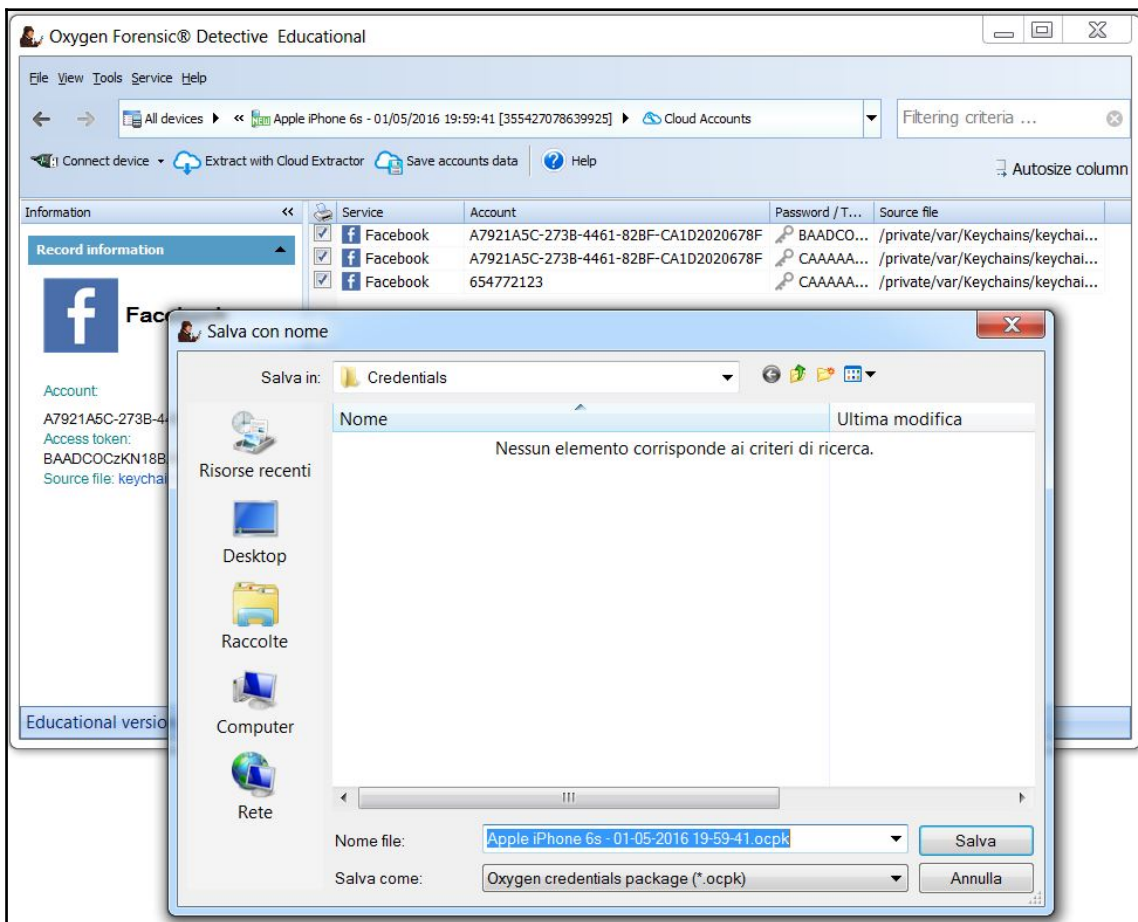 Oxygen Forensic® Detective Educational
File View Tools Service Help
All devices « Apple iPhone 6s - 01/05/2016 19:59:41 [355427078639925] Cloud Accounts
Filtering criteria ...
Connect device Extract with Cloud Extractor Save accounts data Help
Autosize column
Information « Service Account Password / T... Source file
Facebook A7921A5C-273B-4461-82BF-CA1D2020678F BAADCO... /private/var/Keychains/keychai...
Record information
Facebook A7921A5C-273B-4461-82BF-CA1D2020678F CAAAAA... /private/var/Keychains/keychai...
Facebook 654772123 CAAAAA... /private/var/Keychains/keychai...
Account:
A7921A5C-273B-4
Access token:
BAADCOCzKN18B
Source file: keychai
Educational versio
Salva con nome
Salva in: Credentials
Nome Ultima modifica
Nessun elemento corrisponde ai criteri di ricerca.
Risorse recenti
Desktop
Raccolte
Computer
Rete
Nome file: Apple iPhone 6s - 01-05-2016 19-59-41.ocpk Salva
Salva come: Oxygen credentials package (*.ocpk) Annulla